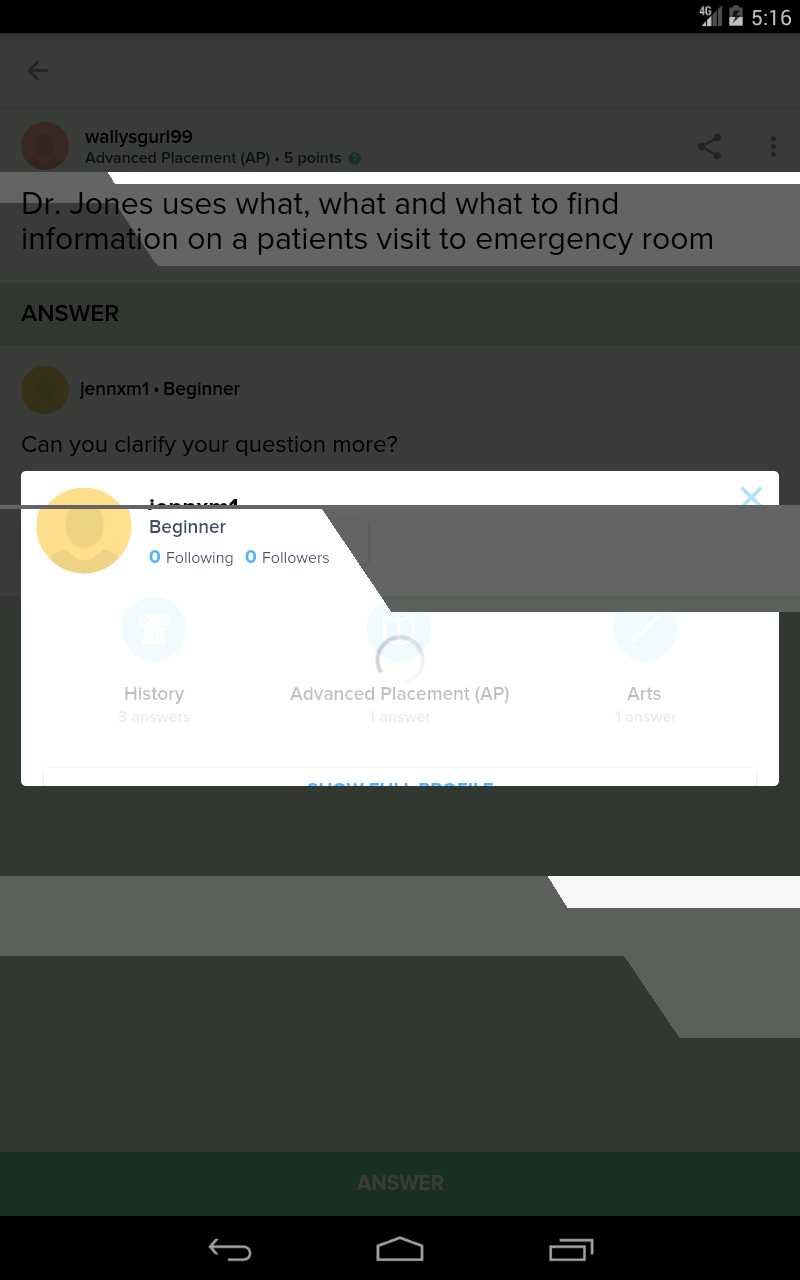 4G 5:16
wallysgurl99
Advanced Placement (AP) • 5 points ?
Dr. Jones uses what, what and what to find
information on a patients visit to emergency room
ANSWER
jennxm1 • Beginner
Can you clarify your question more?
jennxm1
Beginner
0 Following 0 Followers
History Advanced Placement (AP) Arts
3 answers 1 answer 1 answer
SHOW FULL PROFILE
ANSWER